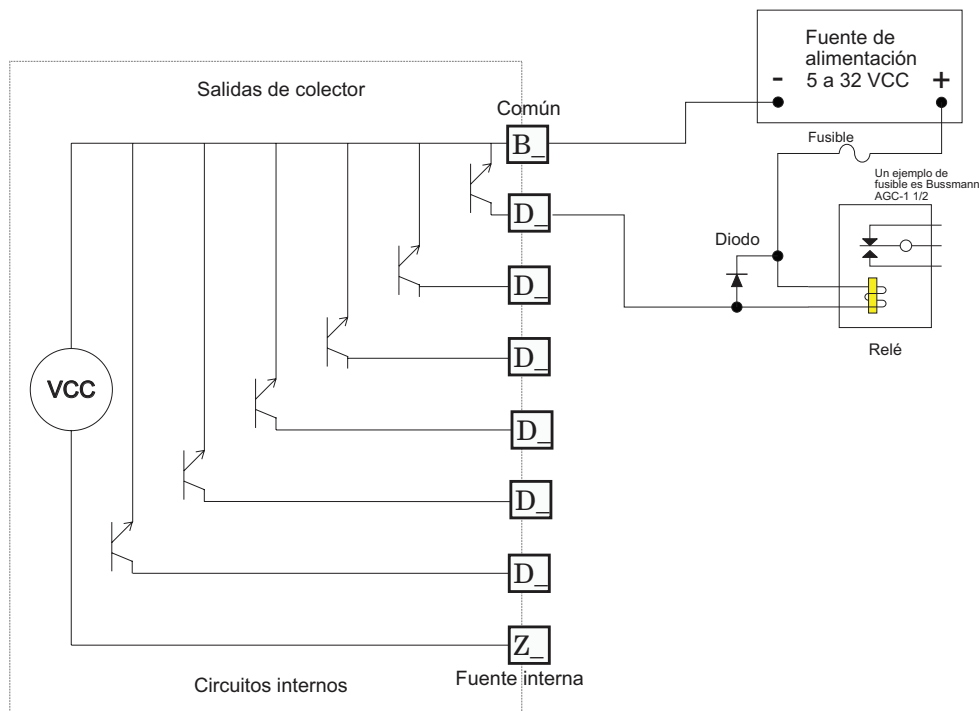 Fuente de
alimentación
5 a 32 VCC
- +
Salidas de colector
Común
B_
Fusible
Un ejemplo de
fusible es Bussmann
AGC-1 1/2
D_
Diodo
D_
Relé
D_
VCC
D_
D_
D_
Z_
Fuente interna
Circuitos internos